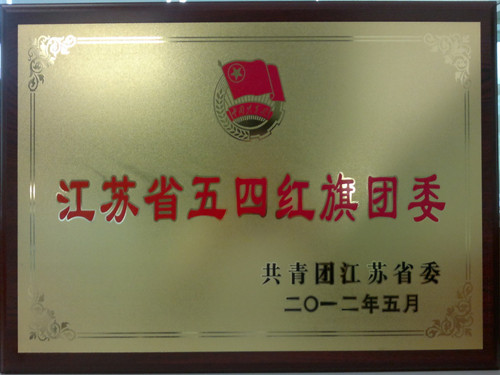 江苏省五四红旗团委
共青团江苏省委
二〇一二年五月